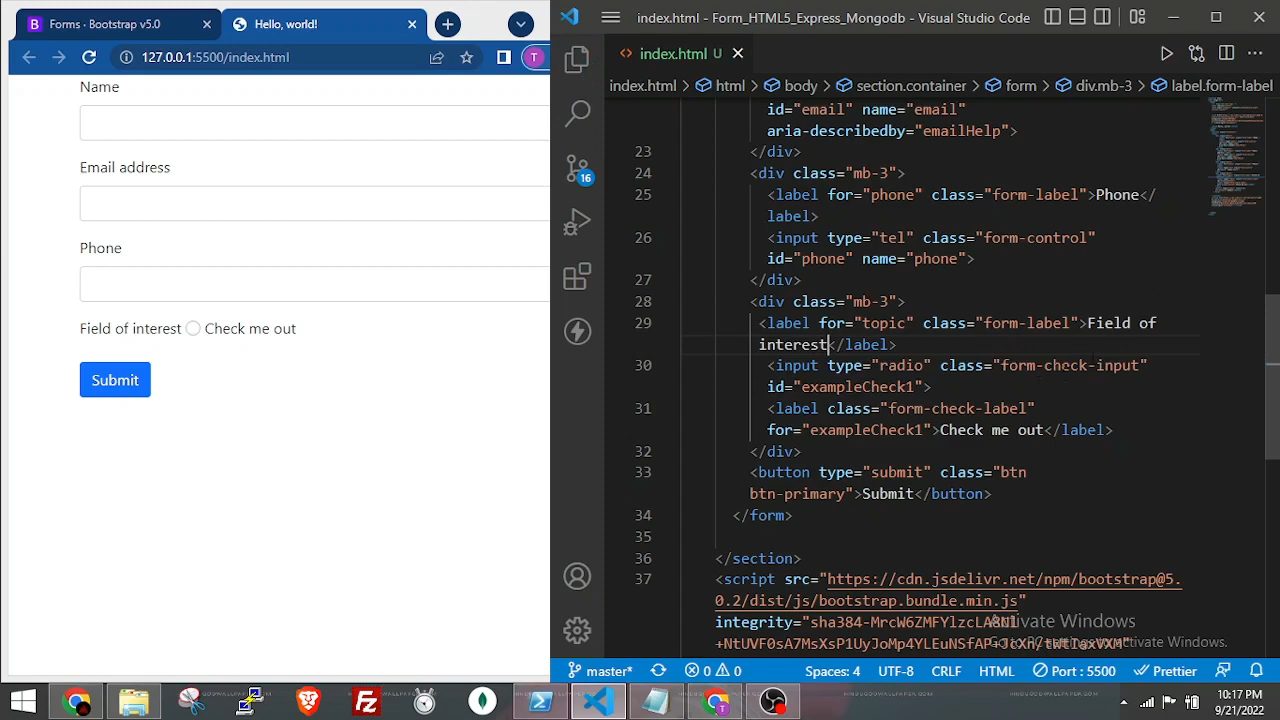 Forms · Bootstrap v5.0
Hello, world!
index.html - Font_HTML5_Express_Mongodb - Visual Studio Code
index.html U
127.0.0.1:5500/index.html
T
index.html > html > body > section.container > form > div.mb-3 > label.form-label
Name
Email address
Phone
Field of interest Check me out
Submit
16
id="email" name="email"
aria-describedby="emailHelp">
23 </div>
24 <div class="mb-3">
25 <label for="phone" class="form-label">Phone</
label>
26 <input type="tel" class="form-control"
id="phone" name="phone">
27 </div>
28 <div class="mb-3">
29 <label for="topic" class="form-label">Field of
interest</label>
30 <input type="radio" class="form-check-input"
id="exampleCheck1">
31 <label class="form-check-label"
for="exampleCheck1">Check me out</label>
32 </div>
33 <button type="submit" class="btn
btn-primary">Submit</button>
34 </form>
35
36 </section>
37 <script src="https://cdn.jsdelivr.net/npm/bootstrap@5.
0.2/dist/js/bootstrap.bundle.min.js"
Activate Windows
Go to PC settings to activate Windows.
master*
0 0
Spaces: 4
UTF-8
CRLF
HTML
Port : 5500
Prettier
10:17 PM
9/21/2022